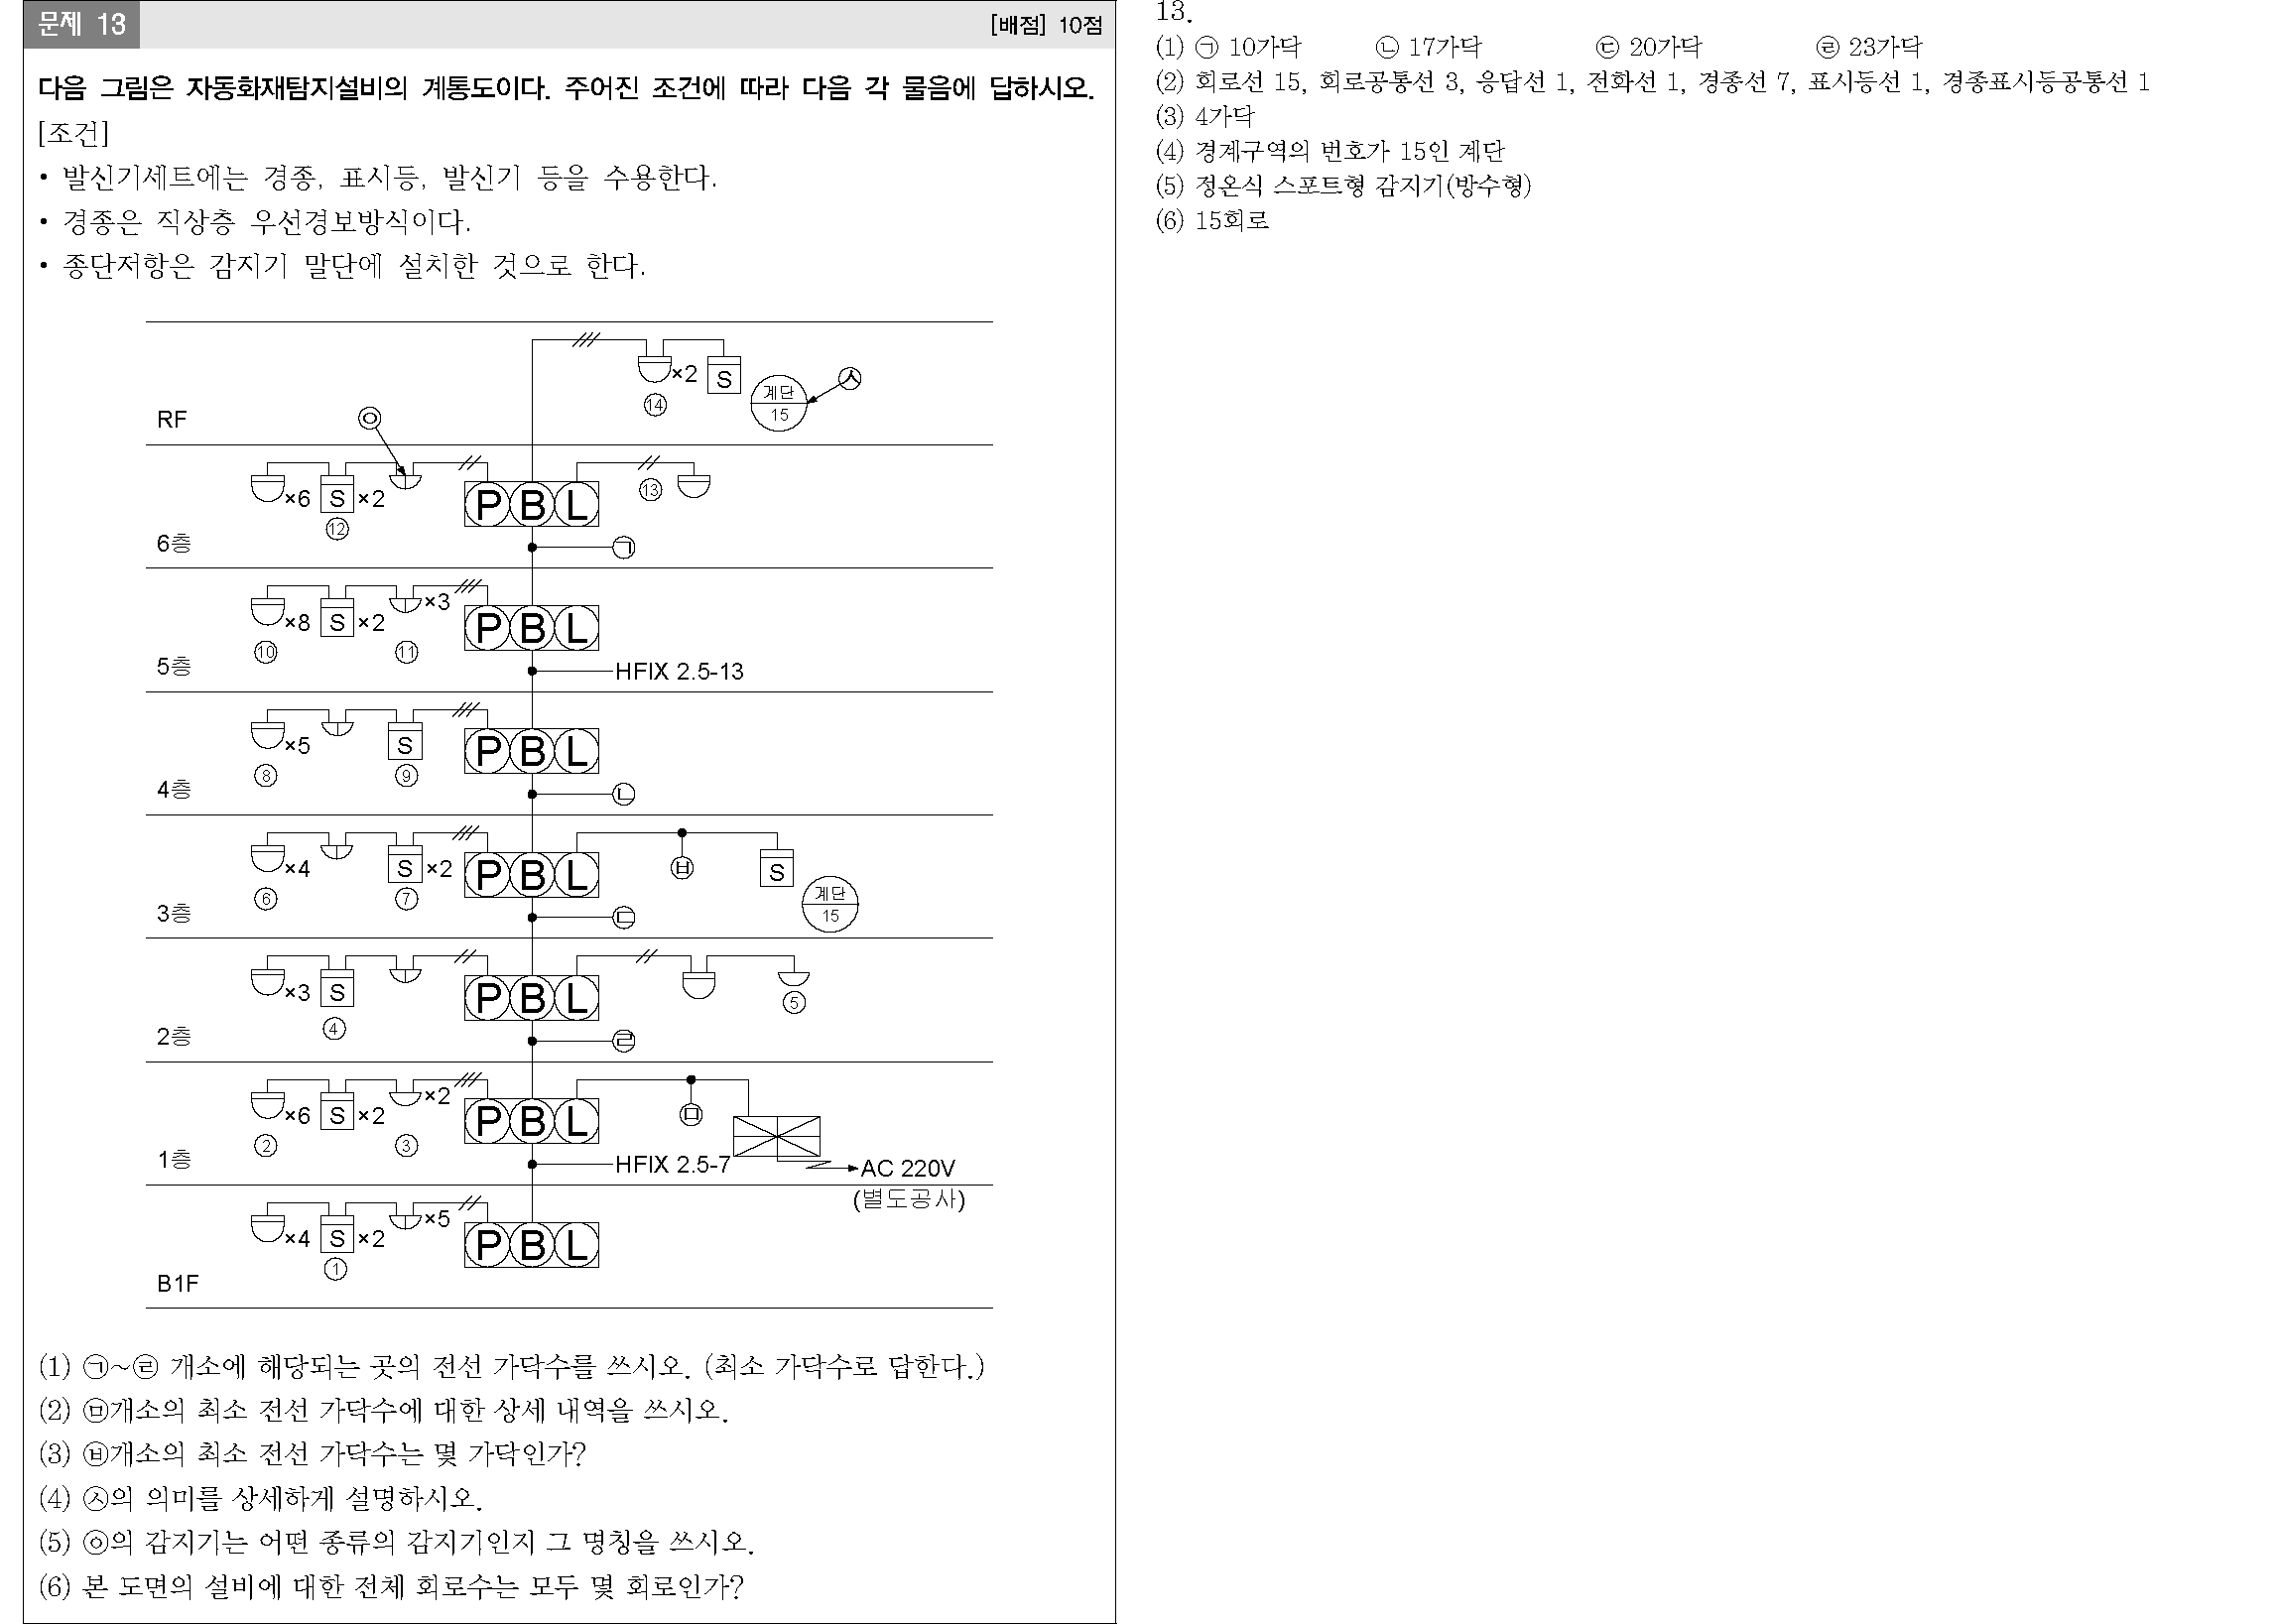 문제 13
[배점] 10점
다음 그림은 자동화재탐지설비의 계통도이다. 주어진 조건에 따라 다음 각 물음에 답하시오.
[조건]
• 발신기세트에는 경종, 표시등, 발신기 등을 수용한다.
• 경종은 직상층 우선경보방식이다.
• 종단저항은 감지기 말단에 설치한 것으로 한다.
×2 S
⑭ 계단 15 ㉦
RF
㉧
×6 S ×2 P B L ⑬
⑫
6층
㉠
×8 S ×2 ×3 P B L
⑩ ⑪
5층
HFIX 2.5-13
×5 S P B L
⑧ ⑨
4층
㉡
×4 S ×2 P B L ㉥ S
⑥ ⑦ 계단 15
3층
㉢
×3 S P B L
④ ⑤
2층
㉣
×6 S ×2 ×2 P B L ㉤
② ③
1층
HFIX 2.5-7
AC 220V
(별도공사)
×4 S ×2 ×5 P B L
①
B1F
(1) ㉠~㉣ 개소에 해당되는 곳의 전선 가닥수를 쓰시오. (최소 가닥수로 답한다.)
(2) ㉤개소의 최소 전선 가닥수에 대한 상세 내역을 쓰시오.
(3) ㉥개소의 최소 전선 가닥수는 몇 가닥인가?
(4) ㉦의 의미를 상세하게 설명하시오.
(5) ㉧의 감지기는 어떤 종류의 감지기인지 그 명칭을 쓰시오.
(6) 본 도면의 설비에 대한 전체 회로수는 모두 몇 회로인가?
13.
(1) ㉠ 10가닥 ㉡ 17가닥 ㉢ 20가닥 ㉣ 23가닥
(2) 회로선 15, 회로공통선 3, 응답선 1, 전화선 1, 경종선 7, 표시등선 1, 경종표시등공통선 1
(3) 4가닥
(4) 경계구역의 번호가 15인 계단
(5) 정온식 스포트형 감지기(방수형)
(6) 15회로